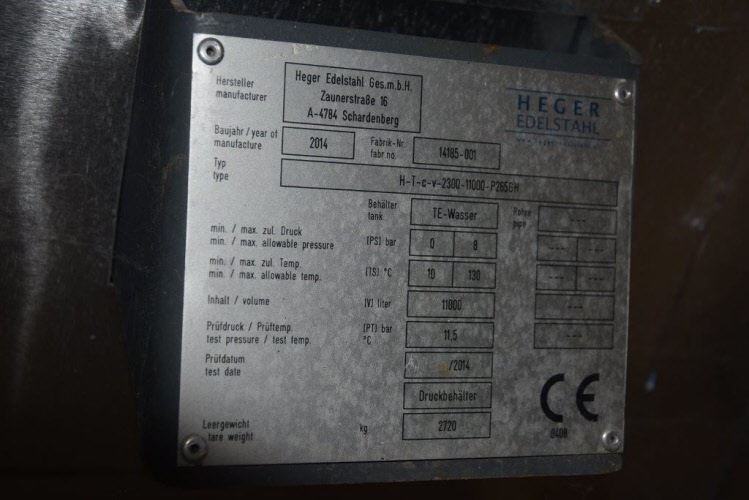 Hersteller
manufacturer
Heger Edelstahl Ges.m.b.H.
Zaunerstraße 16
A-4784 Schardenberg
HEGER
EDELSTAHL
Baujahr / year of
manufacture
2014
Fabrik-Nr.
fabr no.
14185-001
Typ
type
H-T-c-v-2300-11000-P265GH
Behälter
tank
TE-Wasser
Rohre
pipe
---
min. / max. zul. Druck
min. / max. allowable pressure
[PS] bar
0 8
--- ---
min. / max. zul. Temp.
min. / max. allowable temp.
[TS] °C
10 130
--- ---
Inhalt / volume
[V] liter
11000
---
Prüfdruck / Prüftemp.
test pressure / test temp.
[PT] bar
°C
11,5
---
Prüfdatum
test date
/2014
Druckbehälter
CE
0408
Leergewicht
tare weight
kg
2720